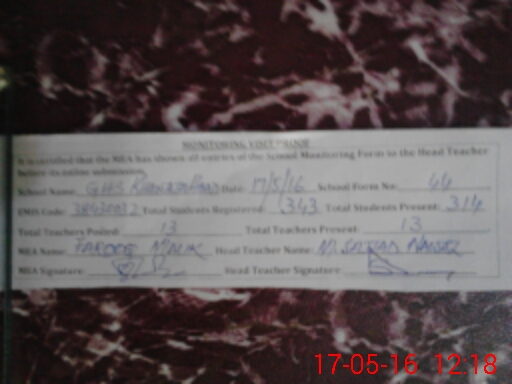 MONITORING VISIT PROOF
It is certified that the MEA has shown all entries of the School Monitoring Form to the Head Teacher
before its online submission.
School Name: GHS Date: 17/5/16 School Form No: 44
EMIS Code: Total Students Registered: 343 Total Students Present: 314
Total Teachers Posted: 13 Total Teachers Present: 13
MEA Name: FAROOQ MALIK Head Teacher Name: M.
MEA Signature: Head Teacher Signature:
17-05-16 12:18